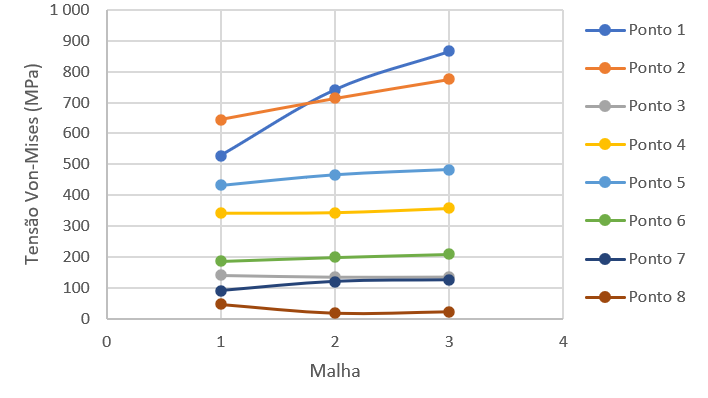 1 000
900
800
700
600
500
400
300
200
100
0
Tensão Von-Mises (MPa)
0 1 2 3 4
Malha
Ponto 1
Ponto 2
Ponto 3
Ponto 4
Ponto 5
Ponto 6
Ponto 7
Ponto 8